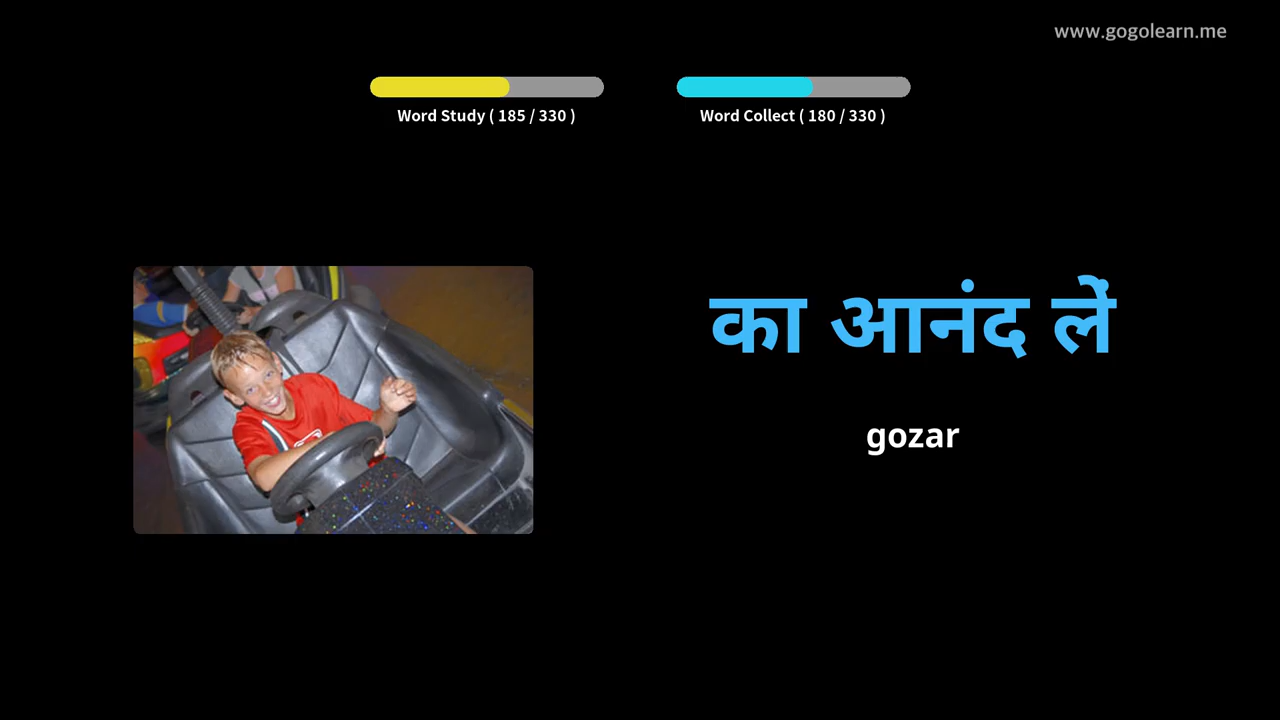 www.gogolearn.me
Word Study ( 185 / 330 )
Word Collect ( 180 / 330 )
का आनंद लें
gozar